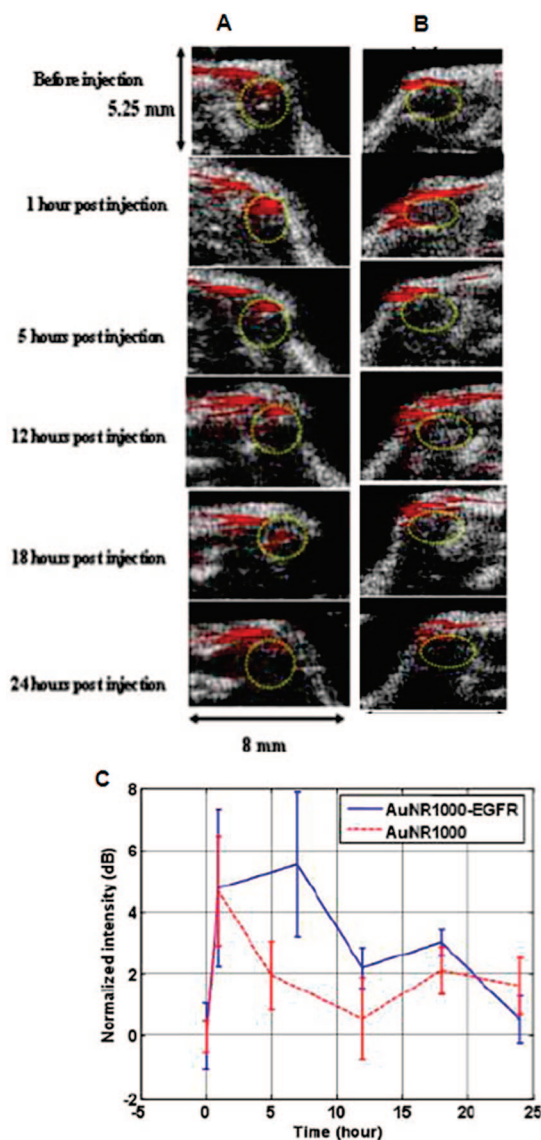 A B
Before injection
5.25 mm
1 hour post injection
5 hours post injection
12 hours post injection
18 hours post injection
24 hours post injection
8 mm
C
8
6
4
2
0
-2
-5 0 5 10 15 20 25
Normalized intensity (dB)
Time (hour)
AuNR1000-EGFR
AuNR1000